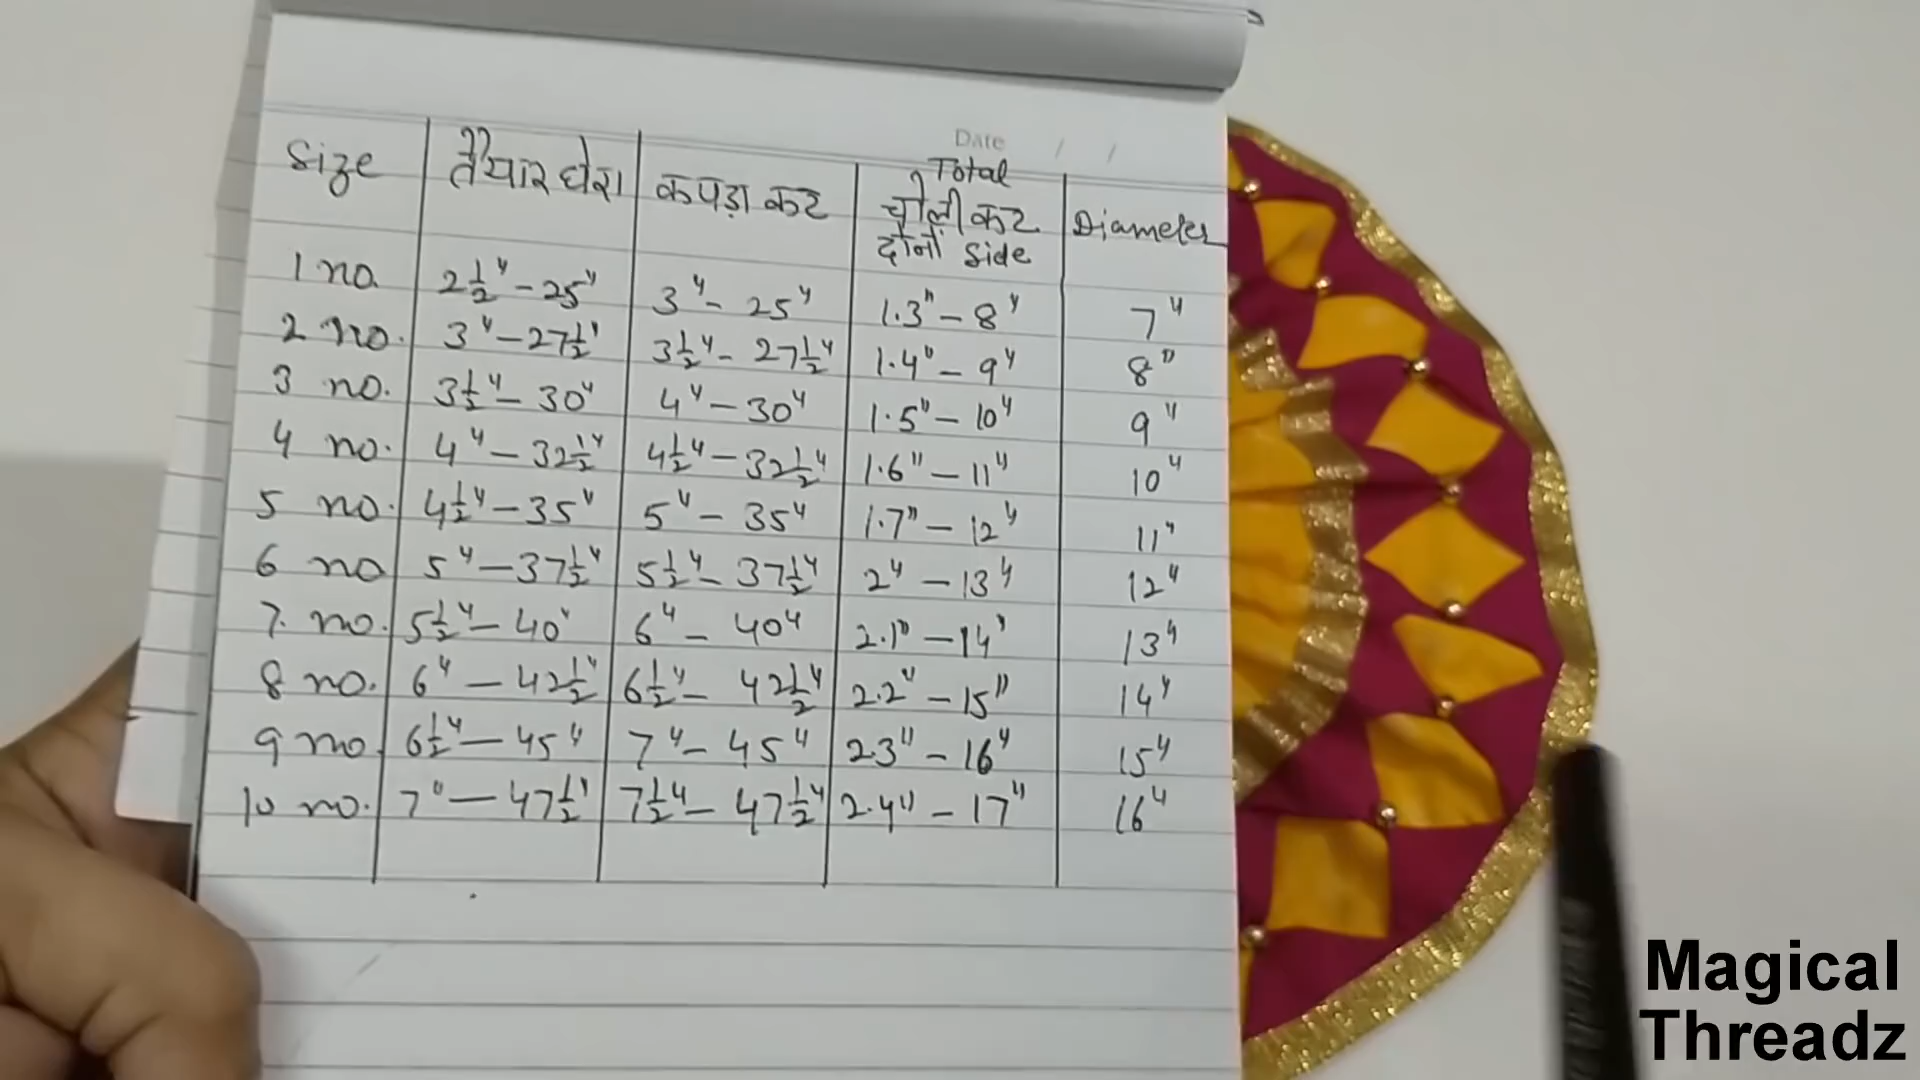 Date / /
Size तैयार घेरा कपड़ा कट Total चोली कट दोनों Side Diameter
1 no. 2½" - 25" 3" - 25" 1.3" - 8" 7"
2 no. 3" - 27½" 3½" - 27½" 1.4" - 9" 8"
3 no. 3½" - 30" 4" - 30" 1.5" - 10" 9"
4 no. 4" - 32½" 4½" - 32½" 1.6" - 11" 10"
5 no. 4½" - 35" 5" - 35" 1.7" - 12" 11"
6 no 5" - 37½" 5½" - 37½" 2" - 13" 12"
7. no. 5½" - 40" 6" - 40" 2.1" - 14" 13"
8 no. 6" - 42½" 6½" - 42½" 2.2" - 15" 14"
9 no 6½" - 45" 7" - 45" 2.3" - 16" 15"
10 no. 7" - 47½" 7½" - 47½" 2.4" - 17" 16"
Magical
Threadz